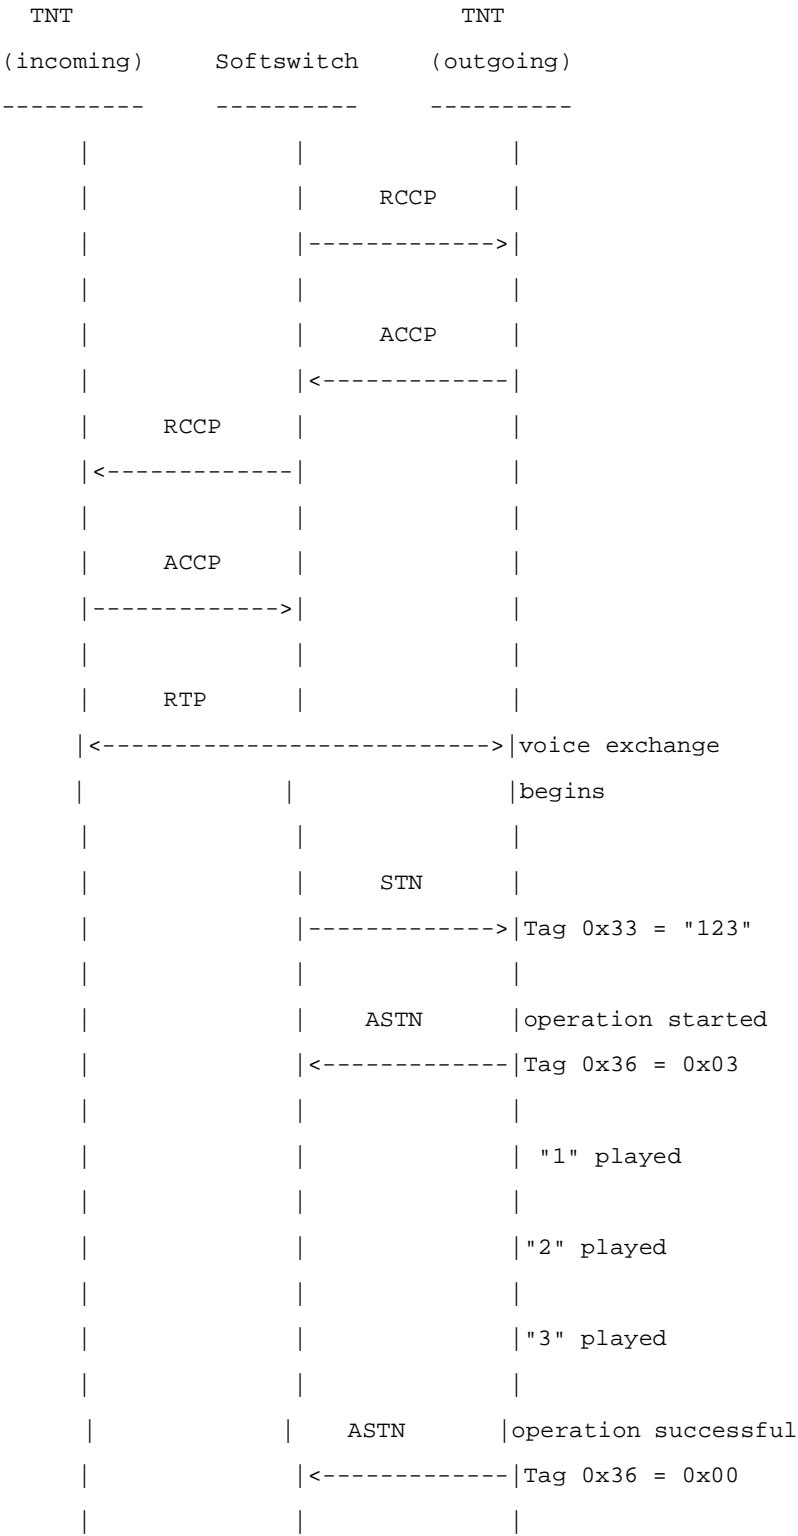 TNT                           TNT
(incoming)     Softswitch     (outgoing)
----------     ----------     ----------
     |              |              |
     |              |     RCCP     |
     |              |------------->|
     |              |              |
     |              |     ACCP     |
     |              |<-------------|
     |     RCCP     |              |
     |<-------------|              |
     |              |              |
     |     ACCP     |              |
     |------------->|              |
     |              |              |
     |     RTP      |              |
     |<--------------------------->|voice exchange
     |              |              |begins
     |              |              |
     |              |     STN      |
     |              |------------->|Tag 0x33 = "123"
     |              |              |
     |              |    ASTN      |operation started
     |              |<-------------|Tag 0x36 = 0x03
     |              |              |
     |              |              | "1" played
     |              |              |
     |              |              |"2" played
     |              |              |
     |              |              |"3" played
     |              |              |
     |              |    ASTN      |operation successful
     |              |<-------------|Tag 0x36 = 0x00
     |              |              |